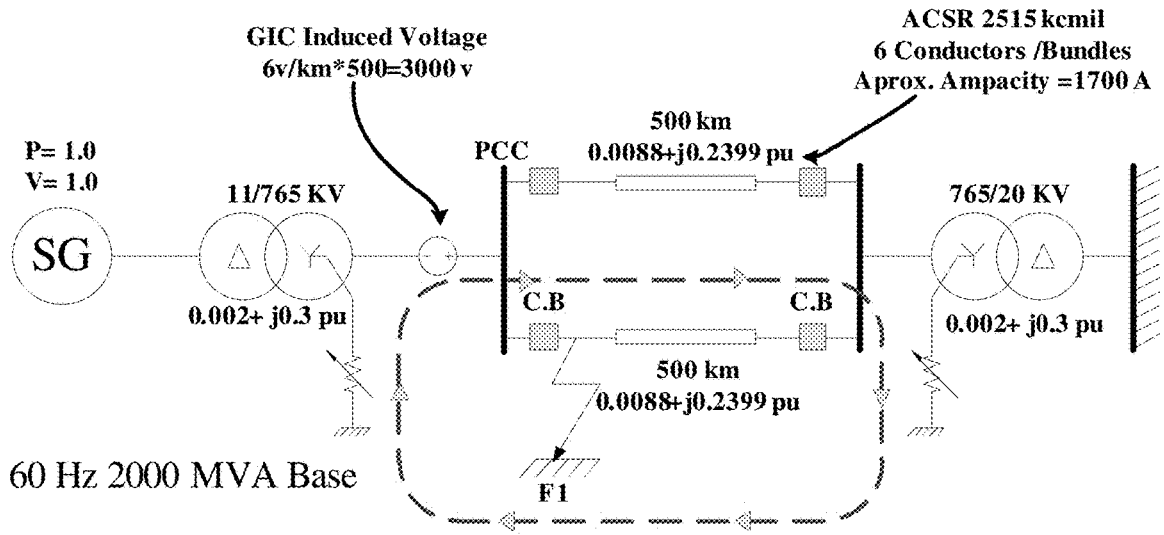 ACSR 2515 kcmil
6 Conductors /Bundles
Aprox. Ampacity =1700 A
GIC Induced Voltage
6v/km*500=3000 v
500 km
0.0088+j0.2399 pu
P= 1.0
V= 1.0
PCC
11/765 KV
765/20 KV
SG
- +
0.002+ j0.3 pu
C.B
C.B
0.002+ j0.3 pu
500 km
0.0088+j0.2399 pu
60 Hz 2000 MVA Base
F1